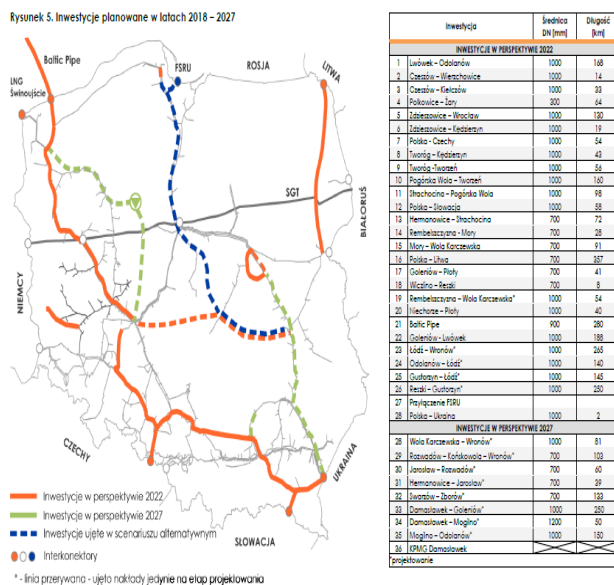 Rysunek 5. Inwestycje planowane w latach 2018 – 2027
Baltic Pipe
FSRU
ROSJA
LITWA
LNG
Świnoujście
SGT
BIAŁORUŚ
NIEMCY
CZECHY
UKRAINA
SŁOWACJA
Inwestycje w perspektywie 2022
Inwestycje w perspektywie 2027
Inwestycje ujęte w scenariuszu alternatywnym
Interkonektory
* - linia przerywana - ujęto nakłady jedynie na etap projektowania
Inwestycja Średnica DN [mm] Długość [km]
INWESTYCJE W PERSPEKTYWIE 2022
1 Lwówek – Odolanów 1000 168
2 Czeszów – Wierzchowice 1000 14
3 Czeszów – Kiełczów 1000 33
4 Polkowice – Żary 300 64
5 Zdzieszowice – Wrocław 1000 130
6 Zdzieszowice – Kędzierzyn 1000 19
7 Polska - Czechy 1000 54
8 Tworóg – Kędzierzyn 1000 43
9 Tworóg -Tworzeń 1000 56
10 Pogórska Wola – Tworzeń 1000 160
11 Strachocina – Pogórska Wola 1000 98
12 Polska – Słowacja 1000 58
13 Hermanowice – Strachocina 700 72
14 Rembelszczyzna - Mory 700 28
15 Mory – Wola Karczewska 700 91
16 Polska – Litwa 700 357
17 Goleniów – Płoty 700 41
18 Wiczlino – Reszki 700 8
19 Rembelszczyzna – Wola Karczewska* 1000 54
20 Niechorze – Płoty 1000 40
21 Baltic Pipe 900 280
22 Goleniów - Lwówek 1000 188
23 Łódź – Wronów* 1000 265
24 Odolanów – Łódź* 1000 140
25 Gustorzyn – Łódź* 1000 145
26 Reszki – Gustorzyn* 1000 250
27 Przyłączenie FSRU
28 Polska – Ukraina 1000 2
INWESTYCJE W PERSPEKTYWIE 2027
28 Wola Karczewska – Wronów* 1000 81
29 Rozwadów – Końskowola – Wronów* 700 103
30 Jarosław – Rozwadów* 700 60
31 Hermanowice – Jarosław* 700 39
32 Swarzów – Zborów* 700 133
33 Damasławek – Goleniów* 1000 250
34 Damasławek – Mogilno* 1200 50
35 Mogilno – Odolanów* 1000 150
36 KPMG Damasławek
*projektowanie